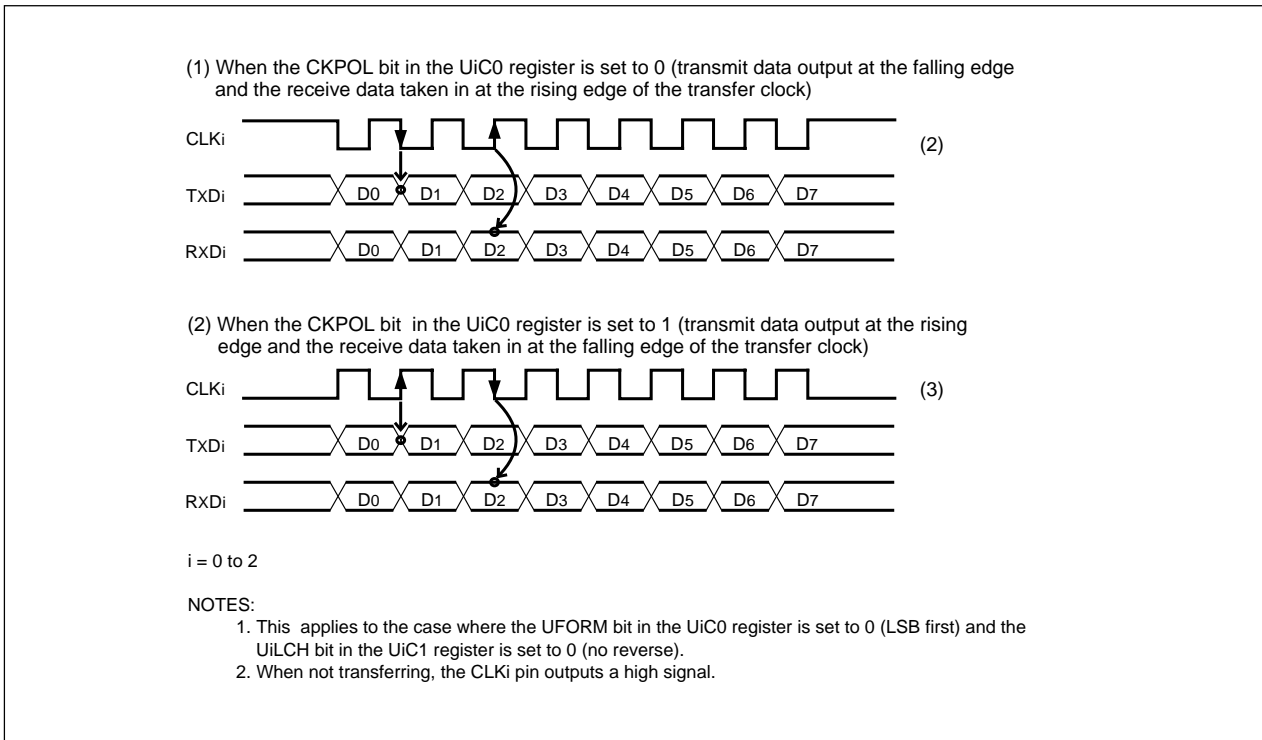 (1) When the CKPOL bit in the UiC0 register is set to 0 (transmit data output at the falling edge
and the receive data taken in at the rising edge of the transfer clock)
CLKi
(2)
TXDi D0 D1 D2 D3 D4 D5 D6 D7
RXDi D0 D1 D2 D3 D4 D5 D6 D7
(2) When the CKPOL bit in the UiC0 register is set to 1 (transmit data output at the rising
edge and the receive data taken in at the falling edge of the transfer clock)
CLKi
(3)
TXDi D0 D1 D2 D3 D4 D5 D6 D7
RXDi D0 D1 D2 D3 D4 D5 D6 D7
i = 0 to 2
NOTES:
1. This applies to the case where the UFORM bit in the UiC0 register is set to 0 (LSB first) and the
UiLCH bit in the UiC1 register is set to 0 (no reverse).
2. When not transferring, the CLKi pin outputs a high signal.